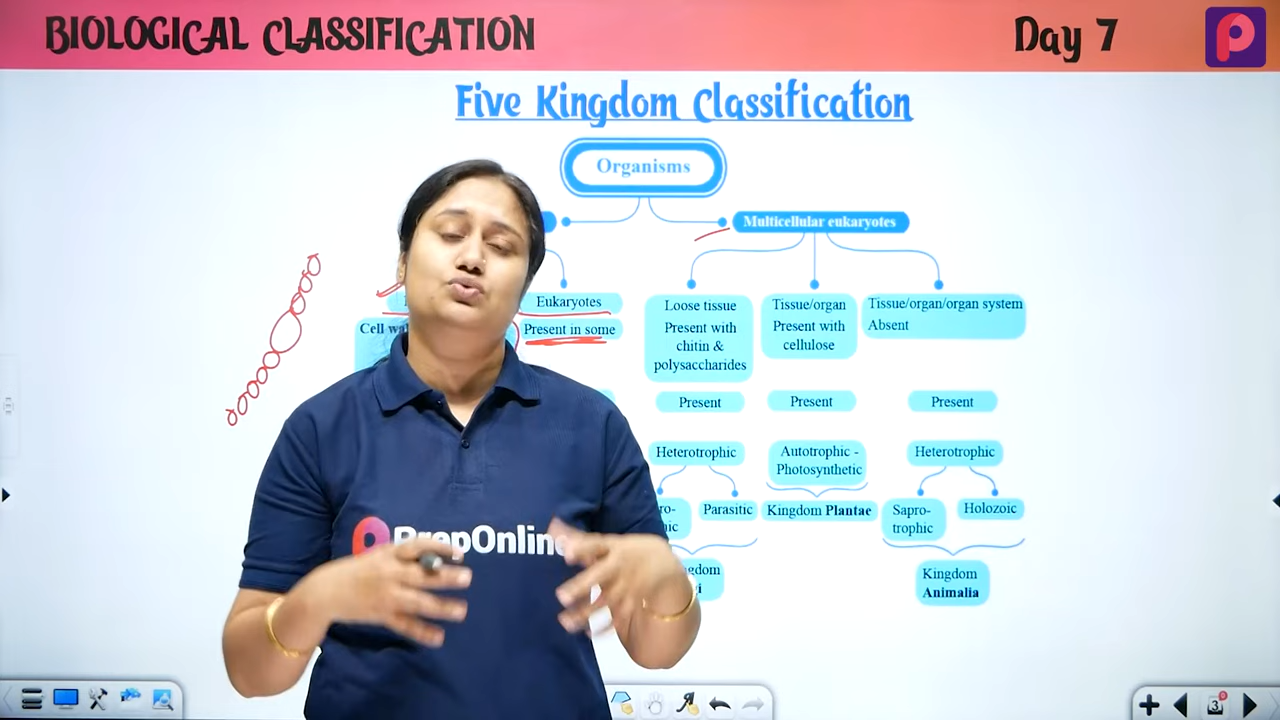 BIOLOGICAL CLASSIFICATION
Day 7
Five Kingdom Classification
Organisms
Multicellular eukaryotes
Eukaryotes
Cell
Present in some
Loose tissue
Present with
chitin &
polysaccharides
Tissue/organ
Present with
cellulose
Tissue/organ/organ system
Absent
Present
Present
Present
Heterotrophic
Autotrophic -
Photosynthetic
Heterotrophic
Parasitic
Kingdom Plantae
Sapro-
trophic
Holozoic
Kingdom
Animalia
PrepOnline
3